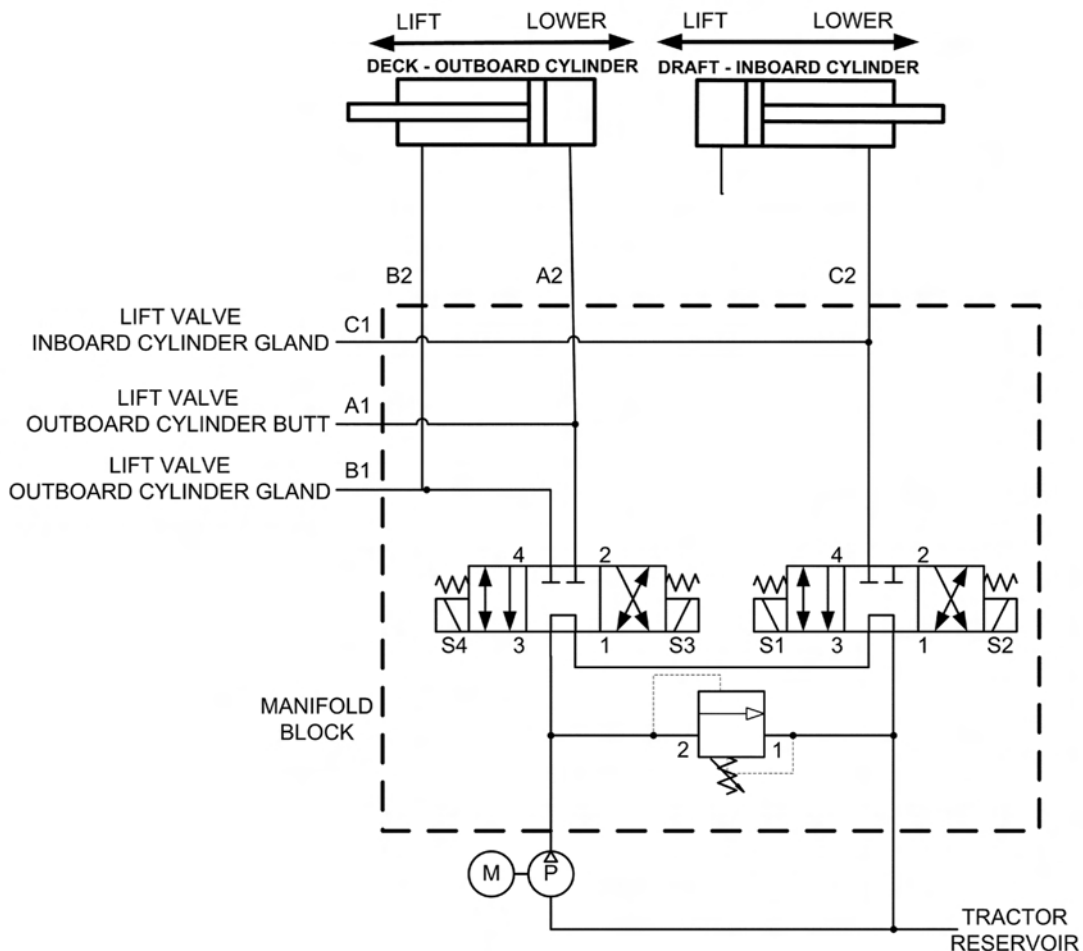 LIFT LOWER
LIFT LOWER
DECK - OUTBOARD CYLINDER
DRAFT - INBOARD CYLINDER
B2
A2
C2
LIFT VALVE
INBOARD CYLINDER GLAND
C1
LIFT VALVE
OUTBOARD CYLINDER BUTT
A1
LIFT VALVE
OUTBOARD CYLINDER GLAND
B1
4 2
4 2
S4 3 1 S3
S1 3 1 S2
MANIFOLD
BLOCK
2 1
M P
TRACTOR
RESERVOIR